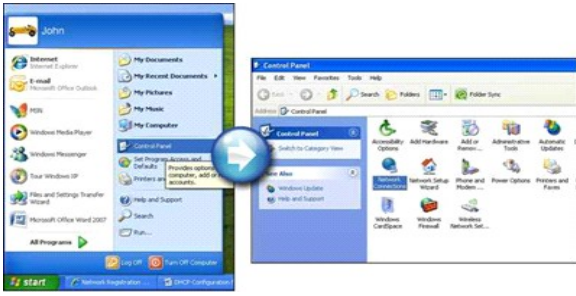 John
Internet
Internet Explorer
E-mail
Microsoft Office Outlook
MSN
Windows Media Player
Windows Messenger
Tour Windows XP
Files and Settings Transfer
Wizard
Microsoft Office Word 2007
All Programs
My Documents
My Recent Documents
My Pictures
My Music
My Computer
Control Panel
Set Program Access and
Defaults
Printers and
Provides options
computer, add or
accounts.
Help and Support
Search
Run...
Log Off
Turn Off Computer
start
Network Registration
DHCP Configuration
Control Panel
File Edit View Favorites Tools Help
Back
Search Folders
Folder Sync
Address
Control Panel
Control Panel
Switch to Category View
See Also
Windows Update
Help and Support
Accessibility
Options
Add Hardware
Add or
Remov...
Administrative
Tools
Automatic
Updates
Network
Connections
Network Setup
Wizard
Phone and
Modem ...
Power Options
Printers and
Faxes
Windows
CardSpace
Windows
Firewall
Wireless
Network Set...